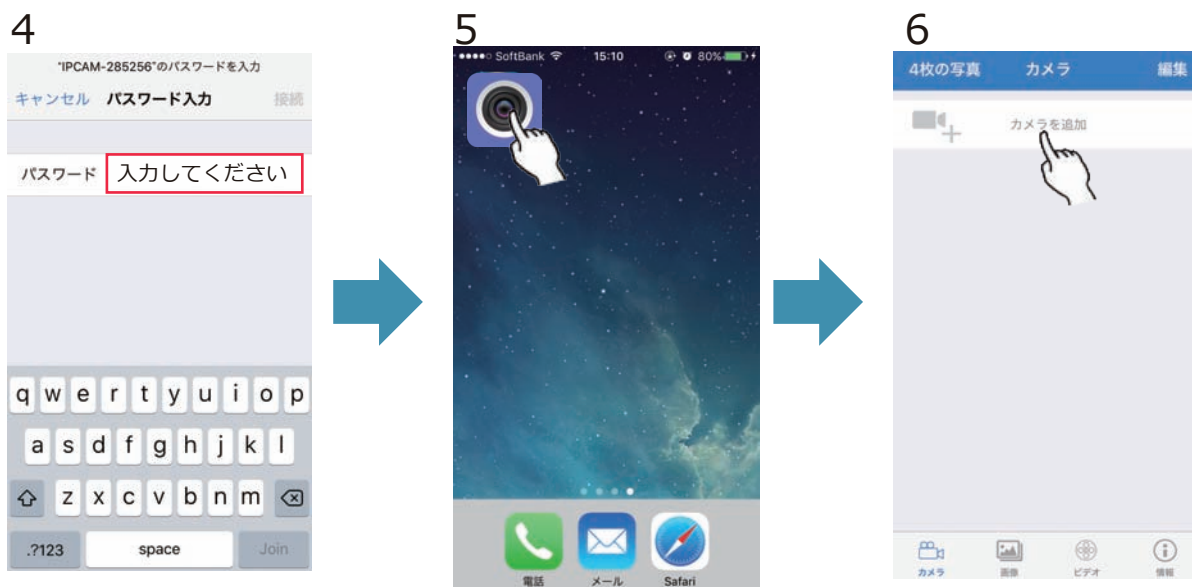 4
"IPCAM-285256"のパスワードを入力
キャンセル パスワード入力 接続
パスワード 入力してください
q w e r t y u i o p
a s d f g h j k l
z x c v b n m
.?123 space Join
5
SoftBank 15:10 80%
電話 メール Safari
6
4枚の写真 カメラ 編集
カメラを追加
カメラ 画像 ビデオ 情報